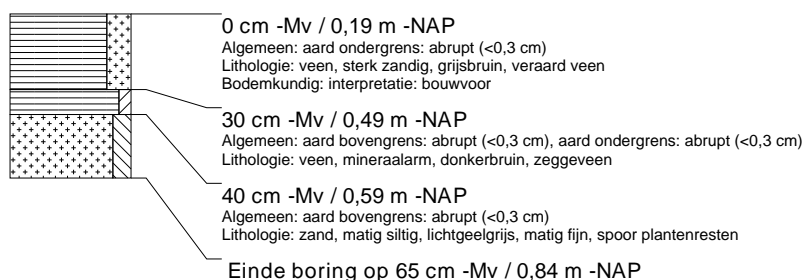 0 cm -Mv / 0,19 m -NAP
Algemeen: aard ondergrens: abrupt (<0,3 cm)
Lithologie: veen, sterk zandig, grijsbruin, veraard veen
Bodemkundig: interpretatie: bouwvoor
30 cm -Mv / 0,49 m -NAP
Algemeen: aard bovengrens: abrupt (<0,3 cm), aard ondergrens: abrupt (<0,3 cm)
Lithologie: veen, mineraalarm, donkerbruin, zeggeveen
40 cm -Mv / 0,59 m -NAP
Algemeen: aard bovengrens: abrupt (<0,3 cm)
Lithologie: zand, matig siltig, lichtgeelgrijs, matig fijn, spoor plantenresten
Einde boring op 65 cm -Mv / 0,84 m -NAP